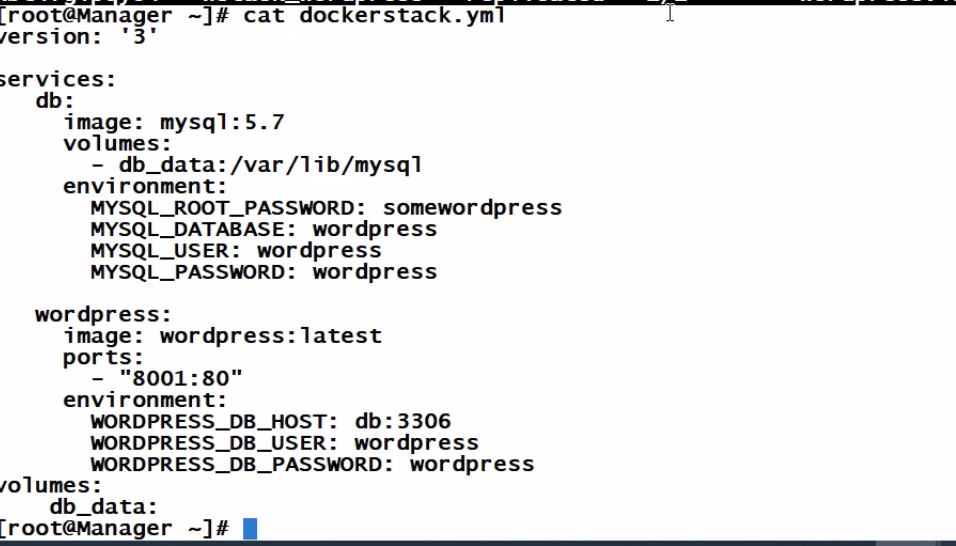 [root@Manager ~]# cat dockerstack.yml
version: '3'
services:
db:
image: mysql:5.7
volumes:
- db_data:/var/lib/mysql
environment:
MYSQL_ROOT_PASSWORD: somewordpress
MYSQL_DATABASE: wordpress
MYSQL_USER: wordpress
MYSQL_PASSWORD: wordpress
wordpress:
image: wordpress:latest
ports:
- "8001:80"
environment:
WORDPRESS_DB_HOST: db:3306
WORDPRESS_DB_USER: wordpress
WORDPRESS_DB_PASSWORD: wordpress
volumes:
db_data:
[root@Manager ~]#